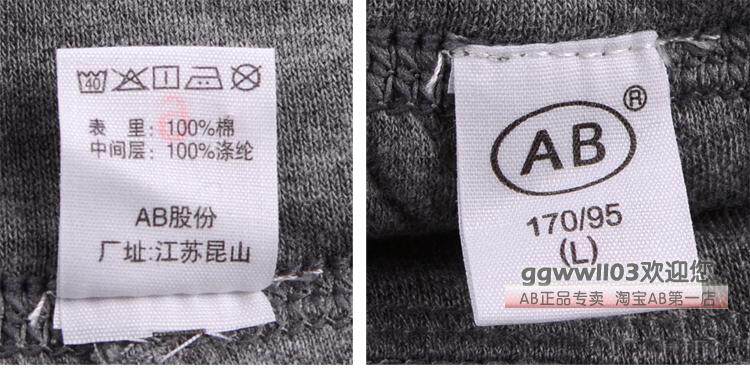 40
表 里：100%棉
中间层：100%涤纶
AB股份
厂址：江苏昆山
AB®
170/95
(L)
ggwwll03欢迎您
AB正品专卖 淘宝AB第一店